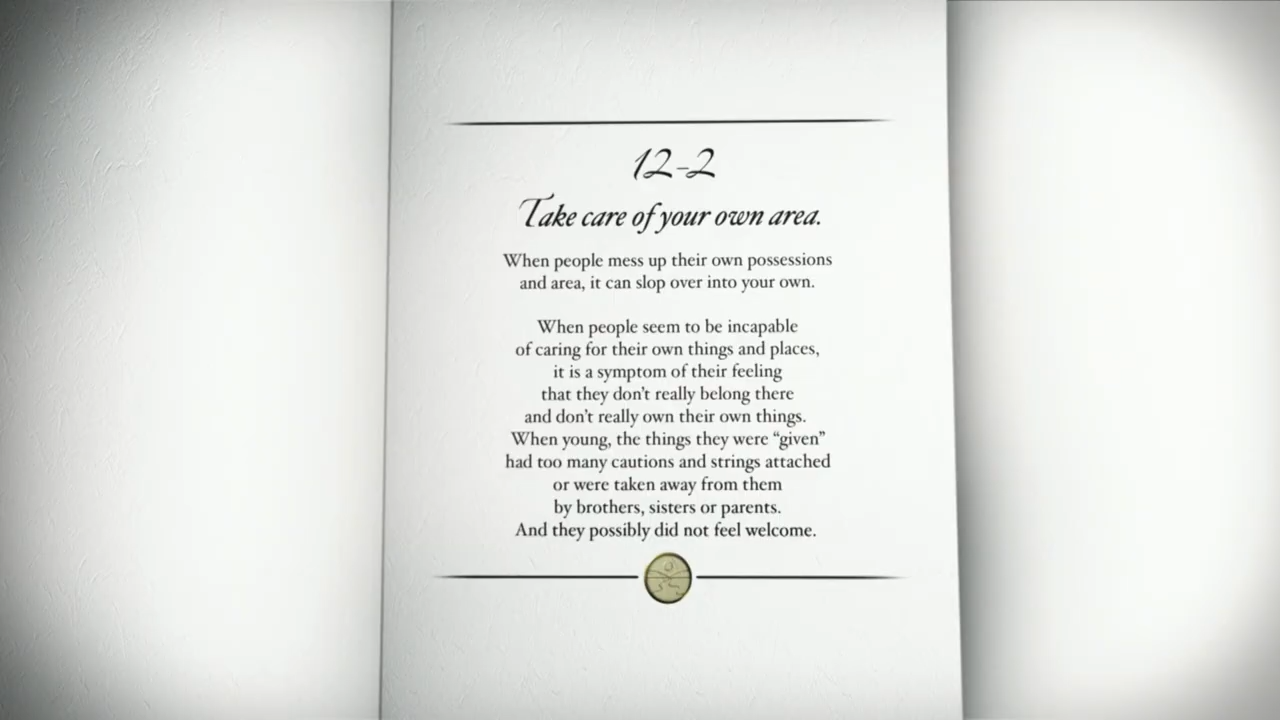 12-2
Take care of your own area.
When people mess up their own possessions
and area, it can slop over into your own.
When people seem to be incapable
of caring for their own things and places,
it is a symptom of their feeling
that they don't really belong there
and don't really own their own things.
When young, the things they were “given”
had too many cautions and strings attached
or were taken away from them
by brothers, sisters or parents.
And they possibly did not feel welcome.